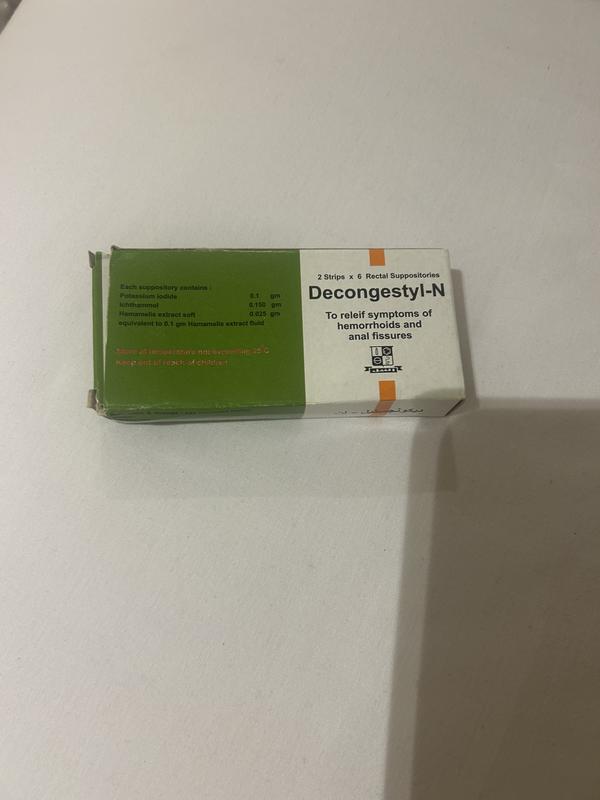 Each suppository contains :
Potassium iodide 0.1 gm
Ichthammol 0.150 gm
Hamamelis extract soft 0.025 gm
equivalent to 0.1 gm Hamamelis extract fluid
Store at temperature not exceeding 25°C
Keep out of reach of children
2 Strips x 6 Rectal Suppositories
Decongestyl-N
To releif symptoms of
hemorrhoids and
anal fissures
ديكونجستيل - ن